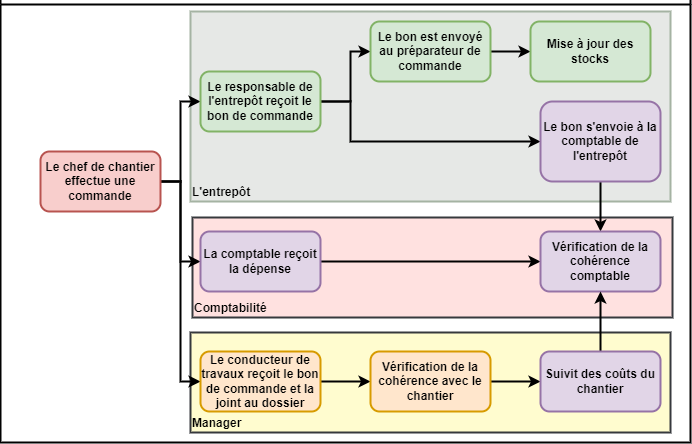 Le chef de chantier
effectue une
commande
Le responsable de
l'entrepôt reçoit le
bon de commande
Le bon est envoyé
au préparateur de
commande
Mise à jour des
stocks
Le bon s'envoie à la
comptable de
l'entrepôt
L'entrepôt
La comptable reçoit
la dépense
Vérification de la
cohérence
comptable
Comptabilité
Le conducteur de
travaux reçoit le bon
de commande et la
joint au dossier
Vérification de la
cohérence avec le
chantier
Suivit des coûts du
chantier
Manager